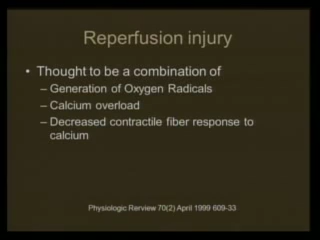 Reperfusion injury
• Thought to be a combination of
– Generation of Oxygen Radicals
– Calcium overload
– Decreased contractile fiber response to
calcium
Physiologic Rerview 70(2) April 1999 609-33